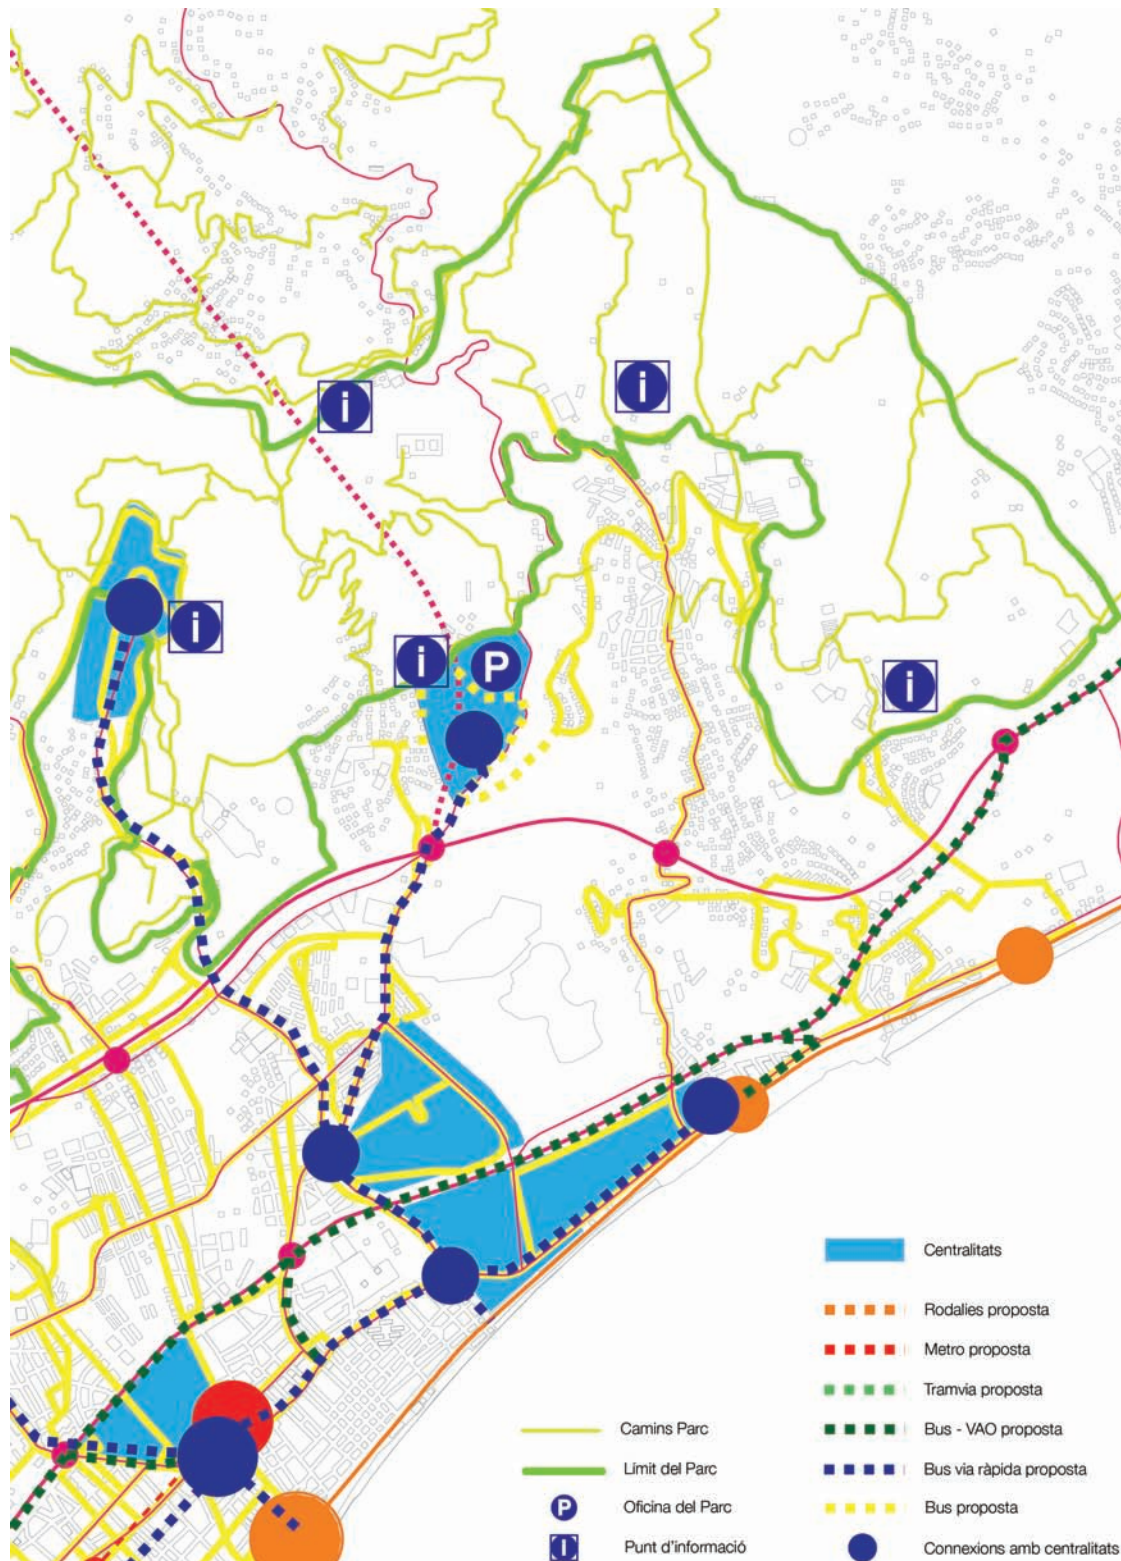 i
i
i
i
P
i
Centralitats
Rodalies proposta
Metro proposta
Tramvia proposta
Bus - VAO proposta
Bus via ràpida proposta
Bus proposta
Connexions amb centralitats
Camins Parc
Límit del Parc
P Oficina del Parc
I Punt d'informació